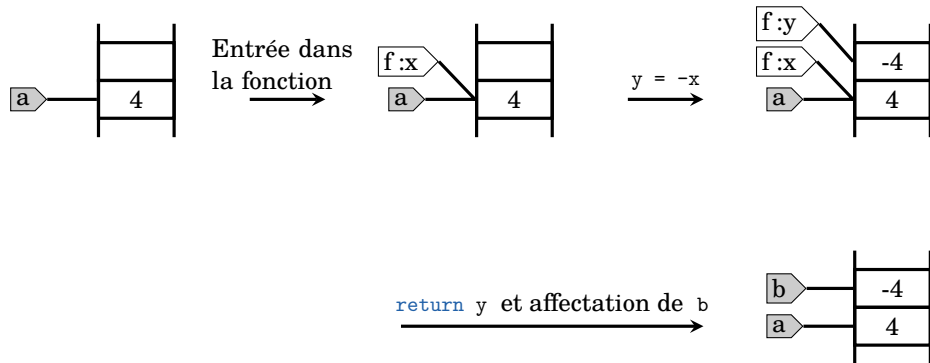 f :y
Entrée dans
la fonction
f :x
f :x
-4
a
4
a
4
y = -x
a
4
b
-4
return y et affectation de b
a
4